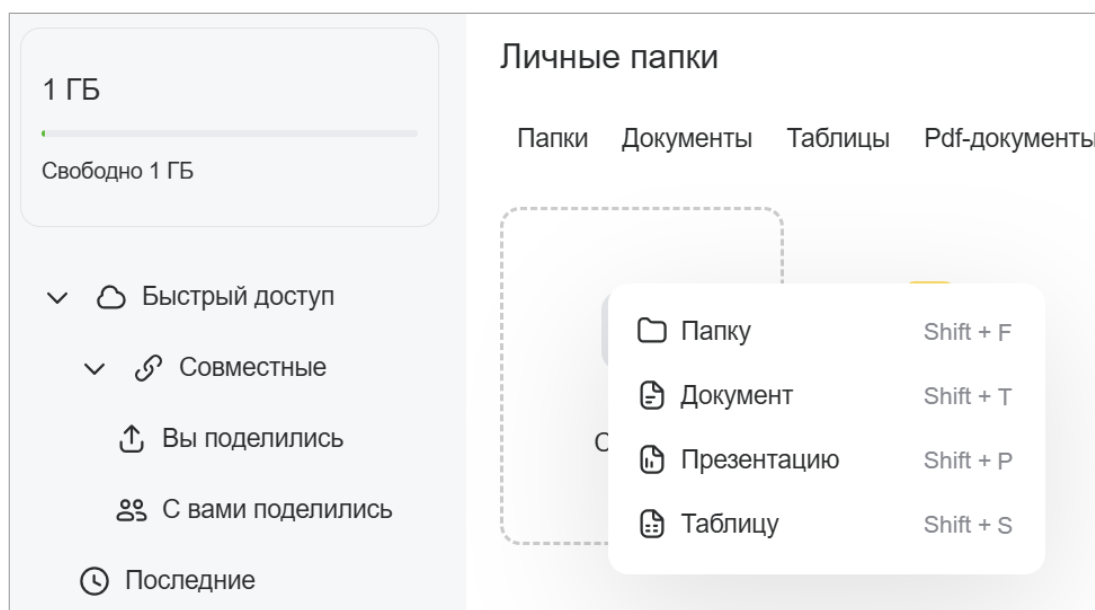 1 ГБ
Свободно 1 ГБ
Быстрый доступ
Совместные
Вы поделились
С вами поделились
Последние
Личные папки
Папки Документы Таблицы Pdf-документы
Папку Shift + F
Документ Shift + T
Презентацию Shift + P
Таблицу Shift + S